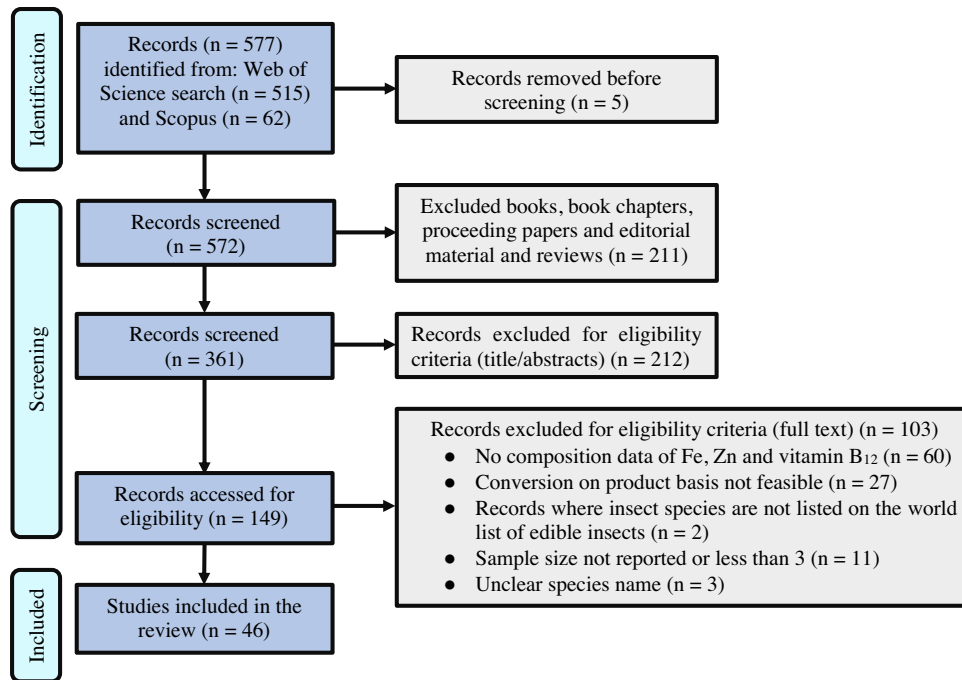 Identification
Records (n = 577)
identified from: Web of
Science search (n = 515)
and Scopus (n = 62)
Records removed before
screening (n = 5)
Screening
Records screened
(n = 572)
Excluded books, book chapters,
proceeding papers and editorial
material and reviews (n = 211)
Records screened
(n = 361)
Records excluded for eligibility
criteria (title/abstracts) (n = 212)
Records accessed for
eligibility (n = 149)
Records excluded for eligibility criteria (full text) (n = 103)
● No composition data of Fe, Zn and vitamin B₁₂ (n = 60)
● Conversion on product basis not feasible (n = 27)
● Records where insect species are not listed on the world
list of edible insects (n = 2)
● Sample size not reported or less than 3 (n = 11)
● Unclear species name (n = 3)
Included
Studies included in the
review (n = 46)